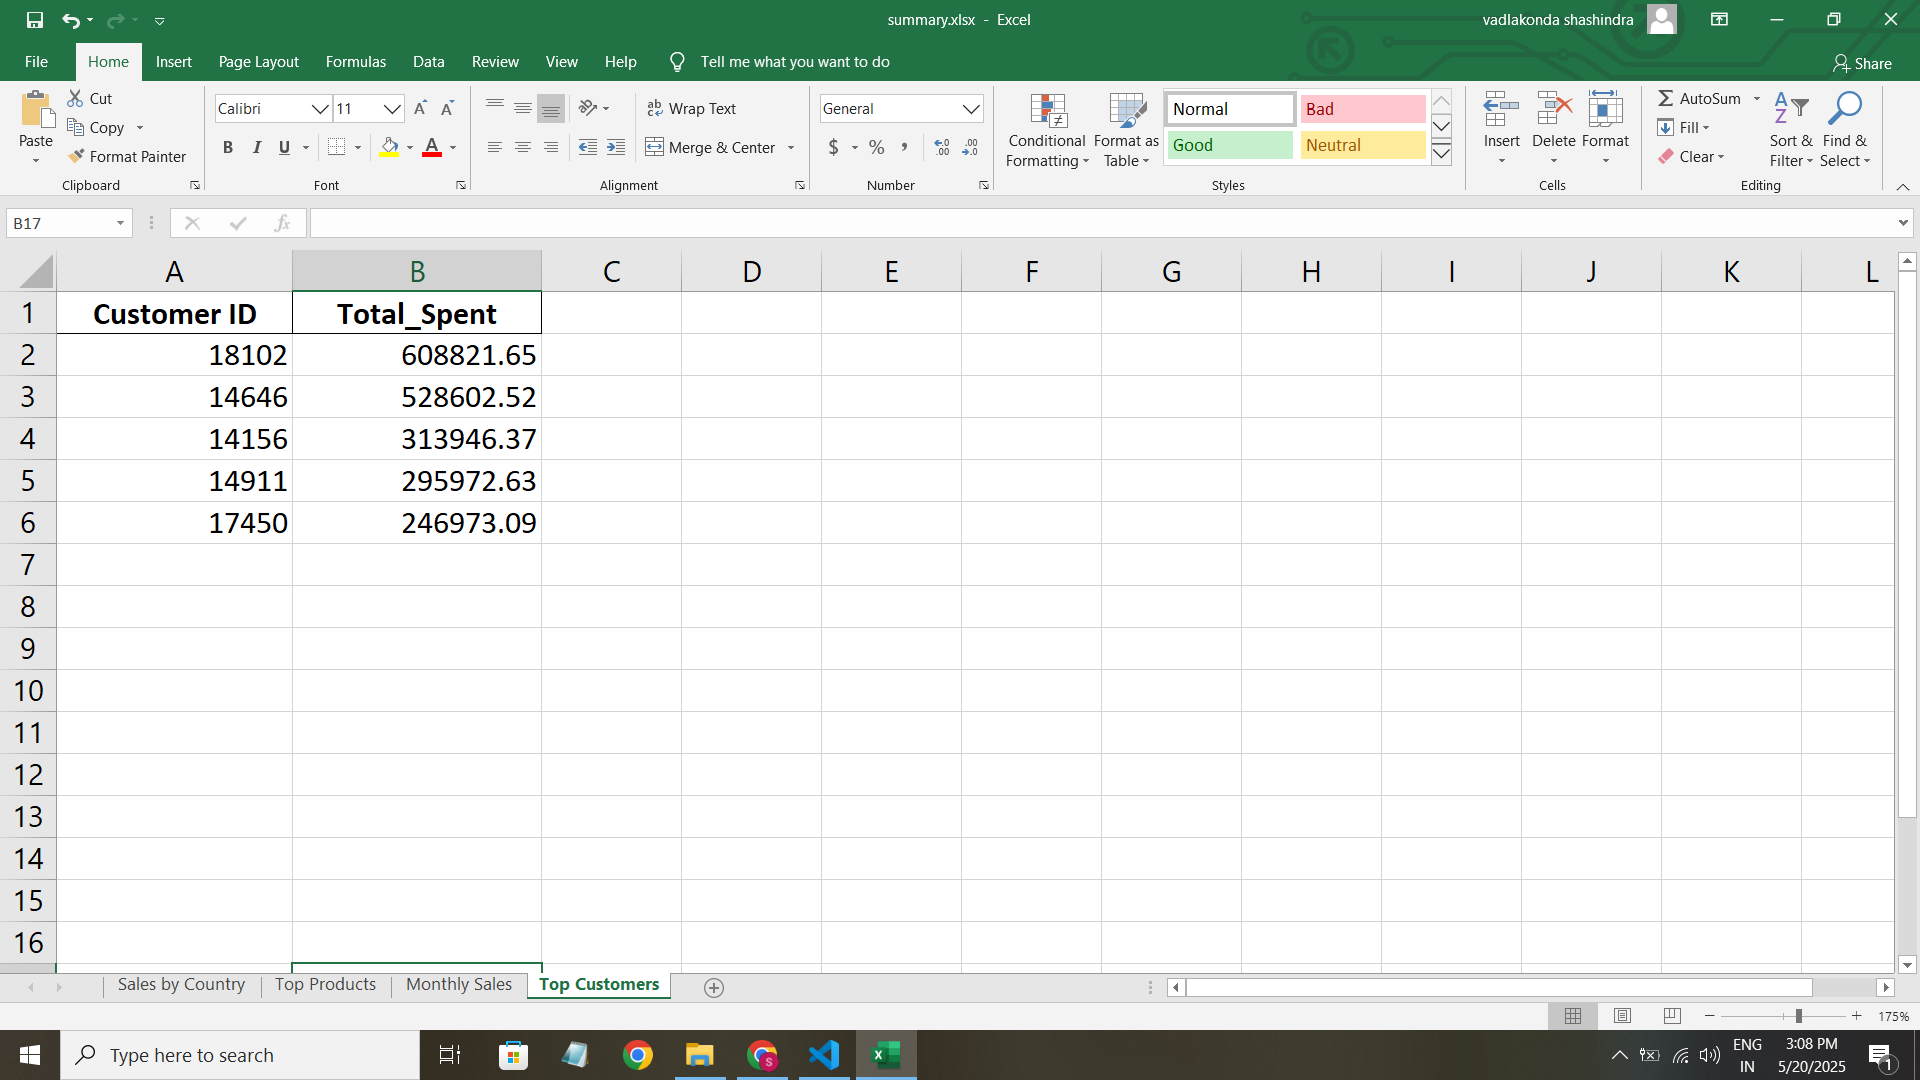 summary.xlsx - Excel
vadlakonda shashindra
File Home Insert Page Layout Formulas Data Review View Help Tell me what you want to do
Share
Paste
Cut
Copy
Format Painter
Clipboard
Calibri 11
B I U
Font
Wrap Text
Merge & Center
Alignment
General
$ % ,
Number
Conditional Formatting
Format as Table
Normal Bad
Good Neutral
Styles
Insert Delete Format
Cells
AutoSum
Fill
Clear
Sort & Filter
Find & Select
Editing
B17
fx
A B C D E F G H I J K L
1 Customer ID Total_Spent
2 18102 608821.65
3 14646 528602.52
4 14156 313946.37
5 14911 295972.63
6 17450 246973.09
7
8
9
10
11
12
13
14
15
16
Sales by Country Top Products Monthly Sales Top Customers
175%
Type here to search
ENG
IN
3:08 PM
5/20/2025
1